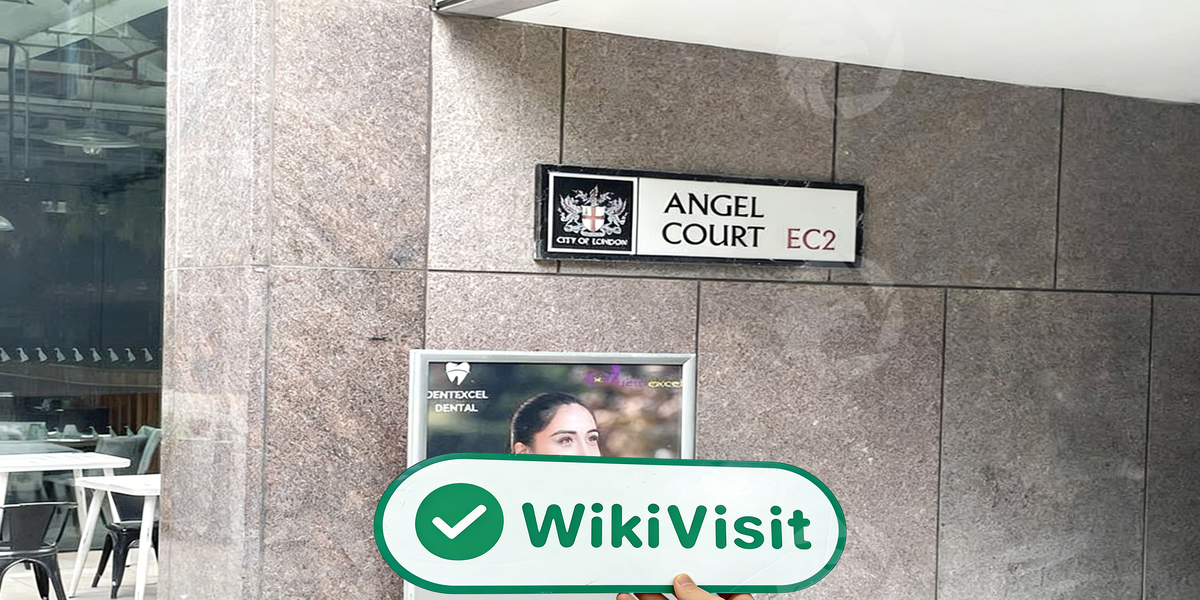 ANGEL
COURT EC2
CITY OF LONDON
DENTEXCEL
DENTAL
WikiVisit